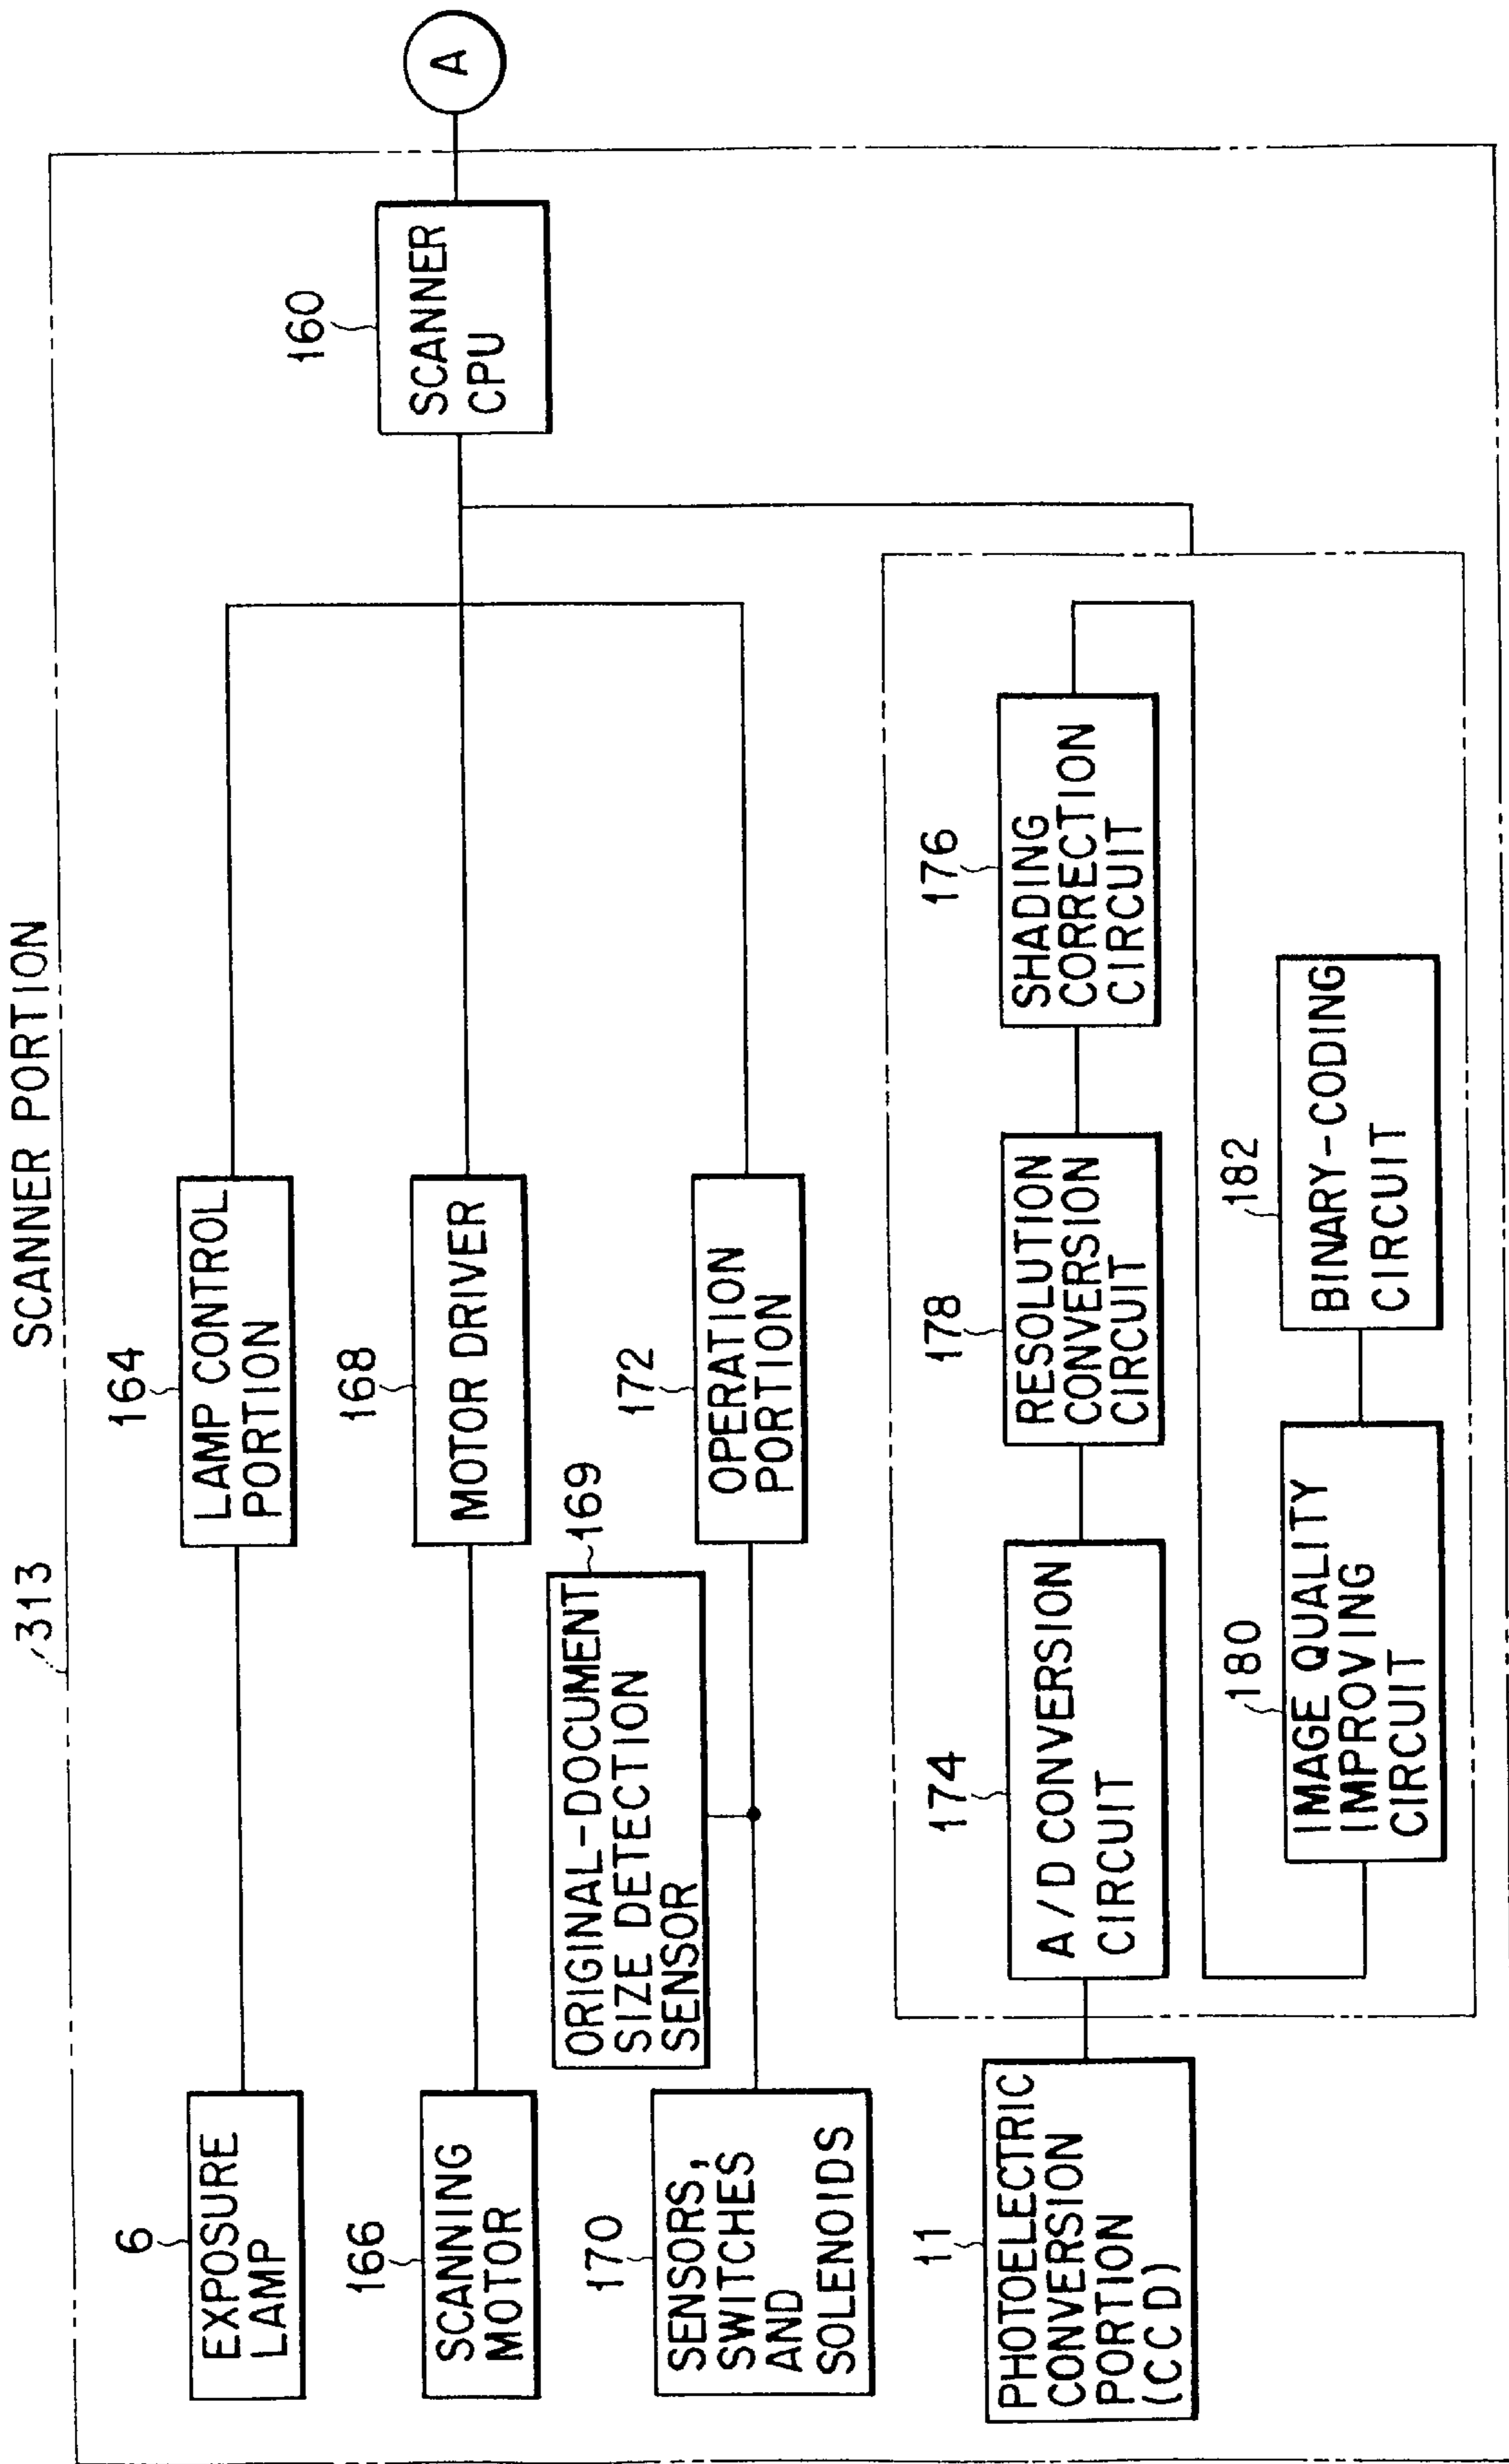 313
SCANNER PORTION
A
160
SCANNER
CPU
6
EXPOSURE
LAMP
164
LAMP CONTROL
PORTION
166
SCANNING
MOTOR
168
MOTOR DRIVER
169
ORIGINAL-DOCUMENT
SIZE DETECTION
SENSOR
170
SENSORS,
SWITCHES
AND
SOLENOIDS
172
OPERATION
PORTION
11
PHOTOELECTRIC
CONVERSION
PORTION
(CCD)
174
A/D CONVERSION
CIRCUIT
178
RESOLUTION
CONVERSION
CIRCUIT
176
SHADING
CORRECTION
CIRCUIT
180
IMAGE QUALITY
IMPROVING
CIRCUIT
182
BINARY-CODING
CIRCUIT